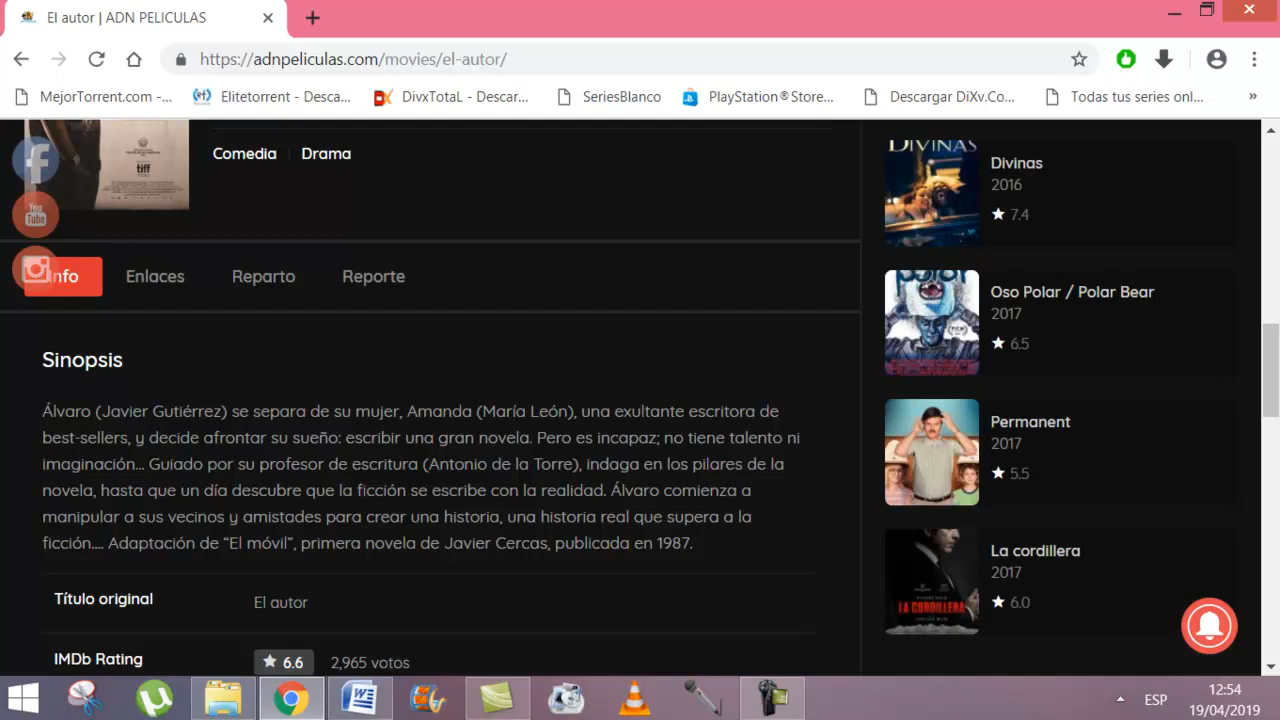 El autor | ADN PELICULAS
https://adnpeliculas.com/movies/el-autor/
MejorTorrent.com -...
Elitetorrent - Desca...
DivxTotaL - Descar...
SeriesBlanco
PlayStation®Store...
Descargar DiXv.Co...
Todas tus series onl...
»
tiff
Comedia
Drama
You
Tube
Info
Enlaces
Reparto
Reporte
Sinopsis
Álvaro (Javier Gutiérrez) se separa de su mujer, Amanda (María León), una exultante escritora de
best-sellers, y decide afrontar su sueño: escribir una gran novela. Pero es incapaz; no tiene talento ni
imaginación... Guiado por su profesor de escritura (Antonio de la Torre), indaga en los pilares de la
novela, hasta que un día descubre que la ficción se escribe con la realidad. Álvaro comienza a
manipular a sus vecinos y amistades para crear una historia, una historia real que supera a la
ficción.... Adaptación de “El móvil”, primera novela de Javier Cercas, publicada en 1987.
Título original
El autor
IMDb Rating
6.6
2,965 votos
DIVINAS
Divinas
2016
7.4
Oso Polar / Polar Bear
2017
6.5
Permanent
2017
5.5
LA CORDILLERA
La cordillera
2017
6.0
ESP
12:54
19/04/2019